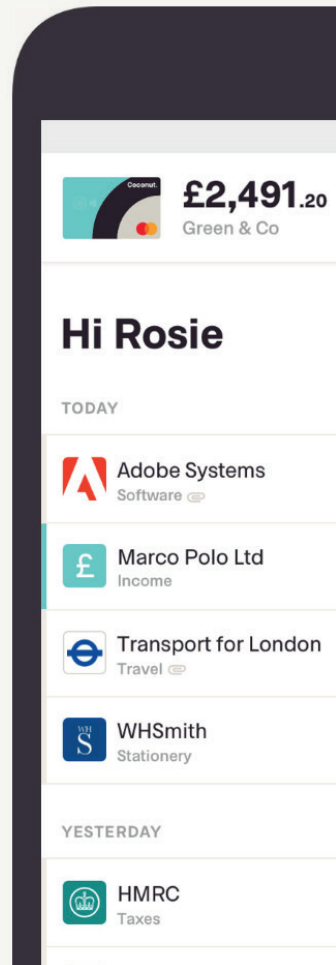 Coconut.
£2,491.20
Green & Co
Hi Rosie
TODAY
Adobe Systems
Software
£
Marco Polo Ltd
Income
Transport for London
Travel
WH
S
WHSmith
Stationery
YESTERDAY
HMRC
Taxes